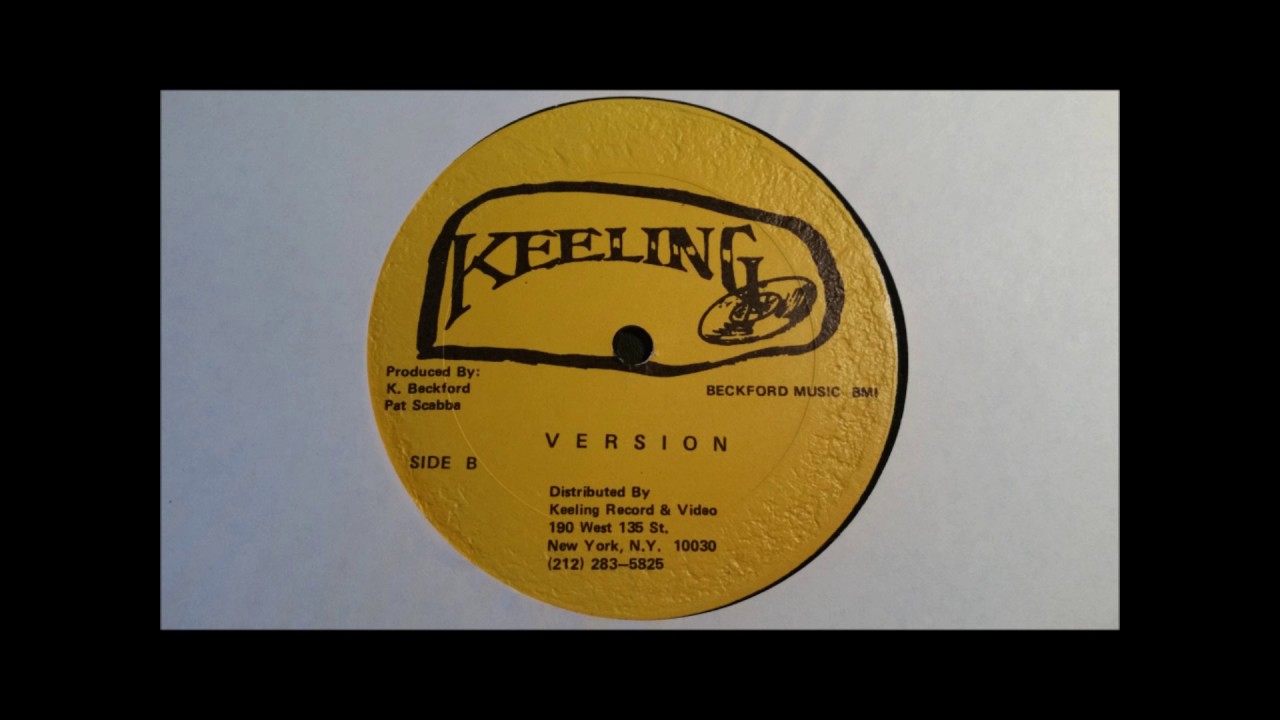 KEELING
Produced By:
K. Beckford
Pat Scabba
BECKFORD MUSIC BMI
VERSION
SIDE B
Distributed By
Keeling Record & Video
190 West 135 St.
New York, N.Y. 10030
(212) 283–5825